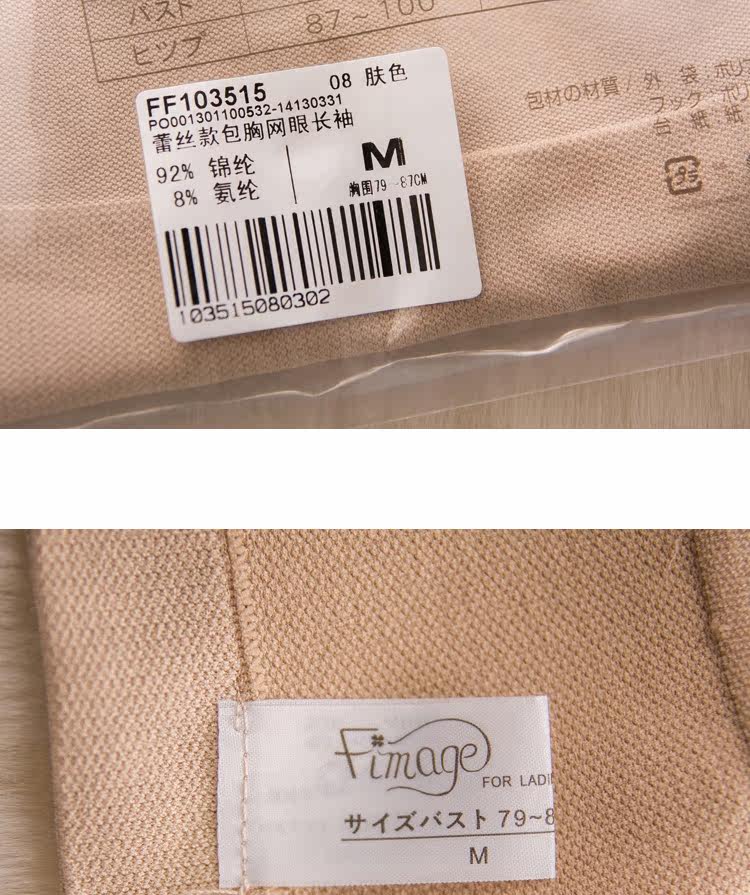 バスト
87~100
ヒップ
FF103515
08 肤色
PO001301100532-14130331
蕾丝款包胸网眼长袖
92% 锦纶
8% 氨纶
M
胸围79~87CM
103515080302
包材の材質/外 袋:ポリ
フック:ポリ
台 紙:紙
プラ
Fimage
FOR LADI
サイズバスト 79~8
M